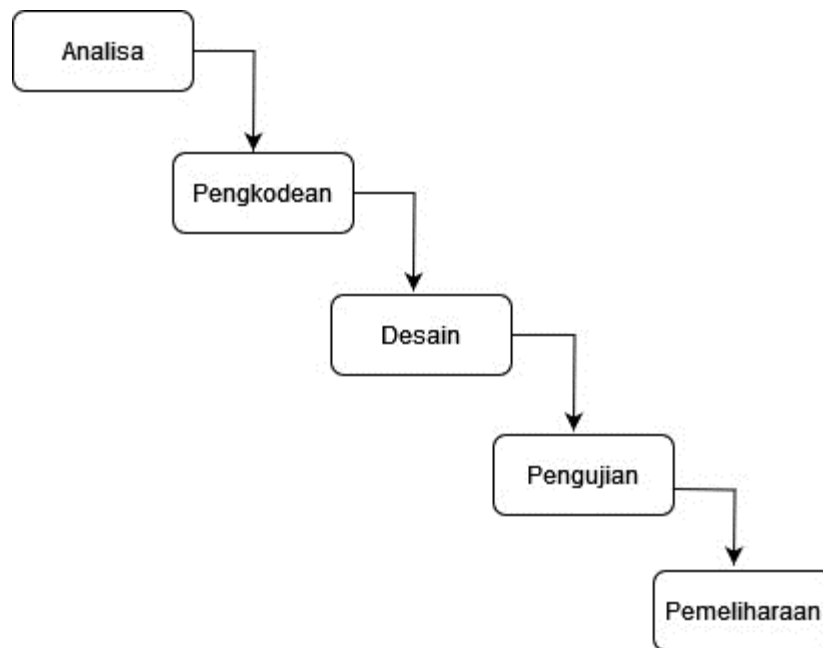 Analisa
Pengkodean
Desain
Pengujian
Pemeliharaan